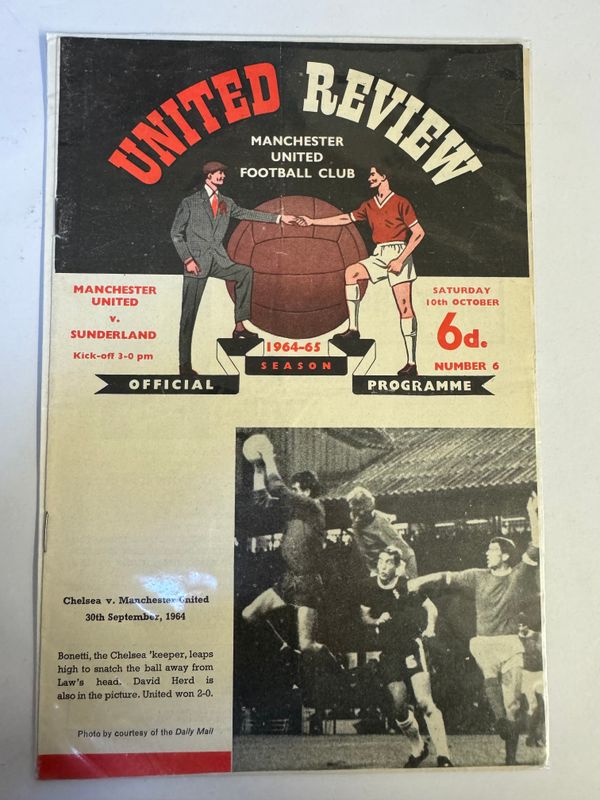 UNITED REVIEW
MANCHESTER
UNITED
FOOTBALL CLUB
MANCHESTER
UNITED
v.
SUNDERLAND
Kick-off 3-0 pm
SATURDAY
10th OCTOBER
6d.
NUMBER 6
1964-65
SEASON
OFFICIAL PROGRAMME
Chelsea v. Manchester United
30th September, 1964
Bonetti, the Chelsea 'keeper, leaps
high to snatch the ball away from
Law's head. David Herd is
also in the picture. United won 2-0.
Photo by courtesy of the Daily Mail